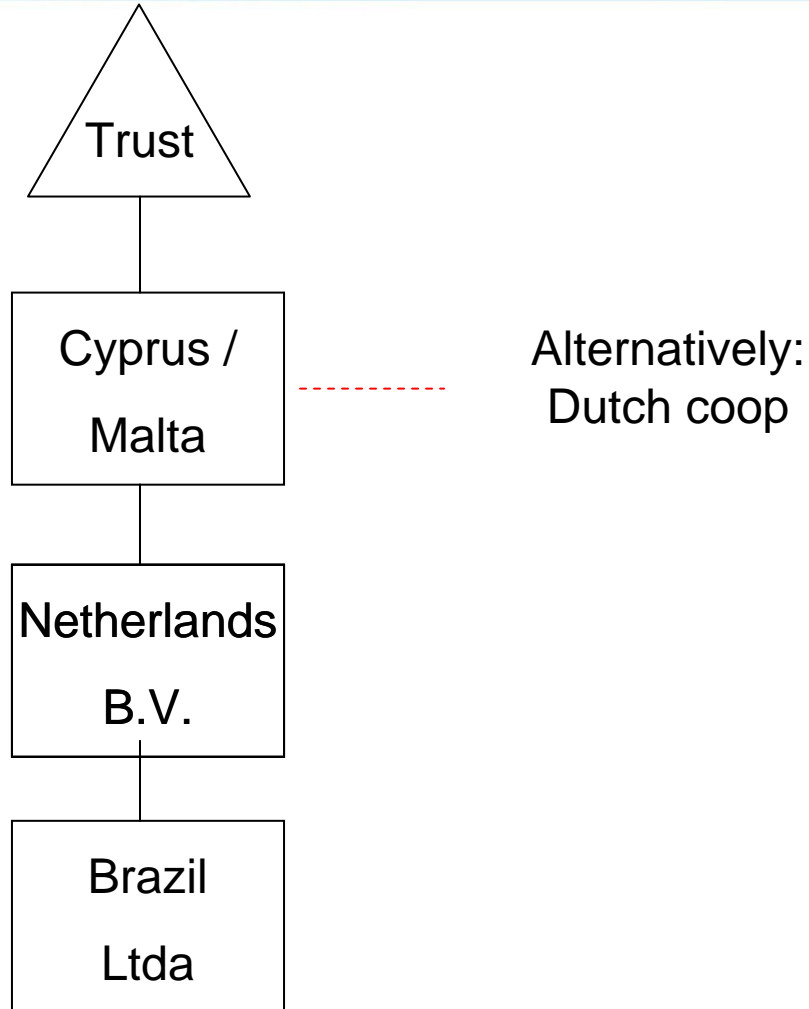 Trust
Cyprus /
Malta
Alternatively:
Dutch coop
Netherlands
B.V.
Brazil
Ltda